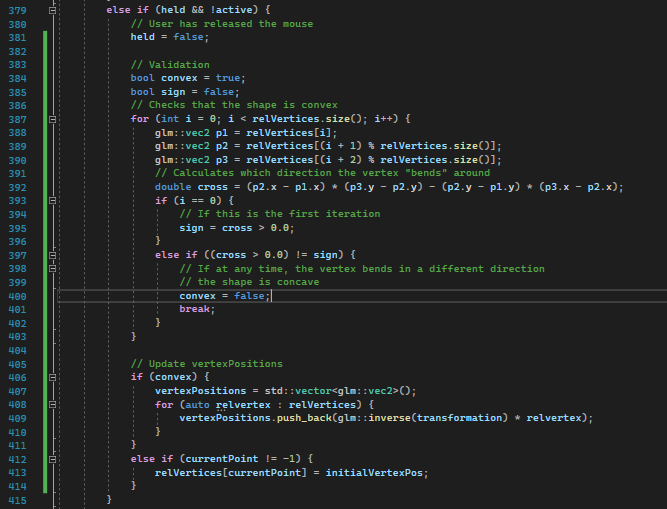 379 else if (held && !active) {
380 // User has released the mouse
381 held = false;
382
383 // Validation
384 bool convex = true;
385 bool sign = false;
386 // Checks that the shape is convex
387 for (int i = 0; i < relVertices.size(); i++) {
388 glm::vec2 p1 = relVertices[i];
389 glm::vec2 p2 = relVertices[(i + 1) % relVertices.size()];
390 glm::vec2 p3 = relVertices[(i + 2) % relVertices.size()];
391 // Calculates which direction the vertex "bends" around
392 double cross = (p2.x - p1.x) * (p3.y - p2.y) - (p2.y - p1.y) * (p3.x - p2.x);
393 if (i == 0) {
394 // If this is the first iteration
395 sign = cross > 0.0;
396 }
397 else if ((cross > 0.0) != sign) {
398 // If at any time, the vertex bends in a different direction
399 // the shape is concave
400 convex = false;
401 break;
402 }
403 }
404
405 // Update vertexPositions
406 if (convex) {
407 vertexPositions = std::vector<glm::vec2>();
408 for (auto relvertex : relVertices) {
409 vertexPositions.push_back(glm::inverse(transformation) * relvertex);
410 }
411 }
412 else if (currentPoint != -1) {
413 relVertices[currentPoint] = initialVertexPos;
414 }
415 }